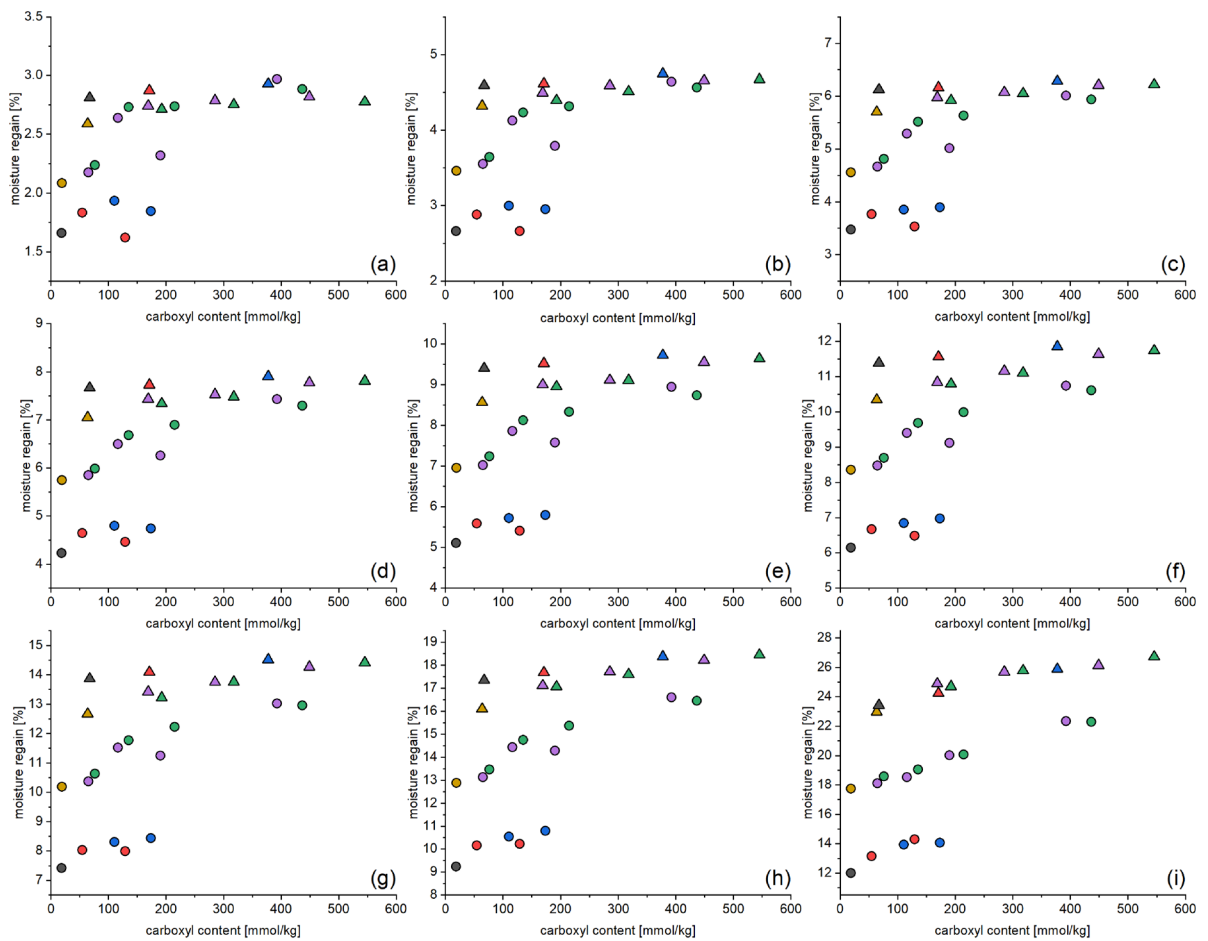 3.5
3.0
2.5
2.0
1.5
moisture regain [%]
0 100 200 300 400 500 600
carboxyl content [mmol/kg]
(a)
5
4
3
2
moisture regain [%]
0 100 200 300 400 500 600
carboxyl content [mmol/kg]
(b)
7
6
5
4
3
moisture regain [%]
0 100 200 300 400 500 600
carboxyl content [mmol/kg]
(c)
9
8
7
6
5
4
moisture regain [%]
0 100 200 300 400 500 600
carboxyl content [mmol/kg]
(d)
10
9
8
7
6
5
4
moisture regain [%]
0 100 200 300 400 500 600
carboxyl content [mmol/kg]
(e)
12
11
10
9
8
7
6
5
moisture regain [%]
0 100 200 300 400 500 600
carboxyl content [mmol/kg]
(f)
15
14
13
12
11
10
9
8
7
moisture regain [%]
0 100 200 300 400 500 600
carboxyl content [mmol/kg]
(g)
19
18
17
16
15
14
13
12
11
10
9
8
moisture regain [%]
0 100 200 300 400 500 600
carboxyl content [mmol/kg]
(h)
28
26
24
22
20
18
16
14
12
moisture regain [%]
0 100 200 300 400 500 600
carboxyl content [mmol/kg]
(i)